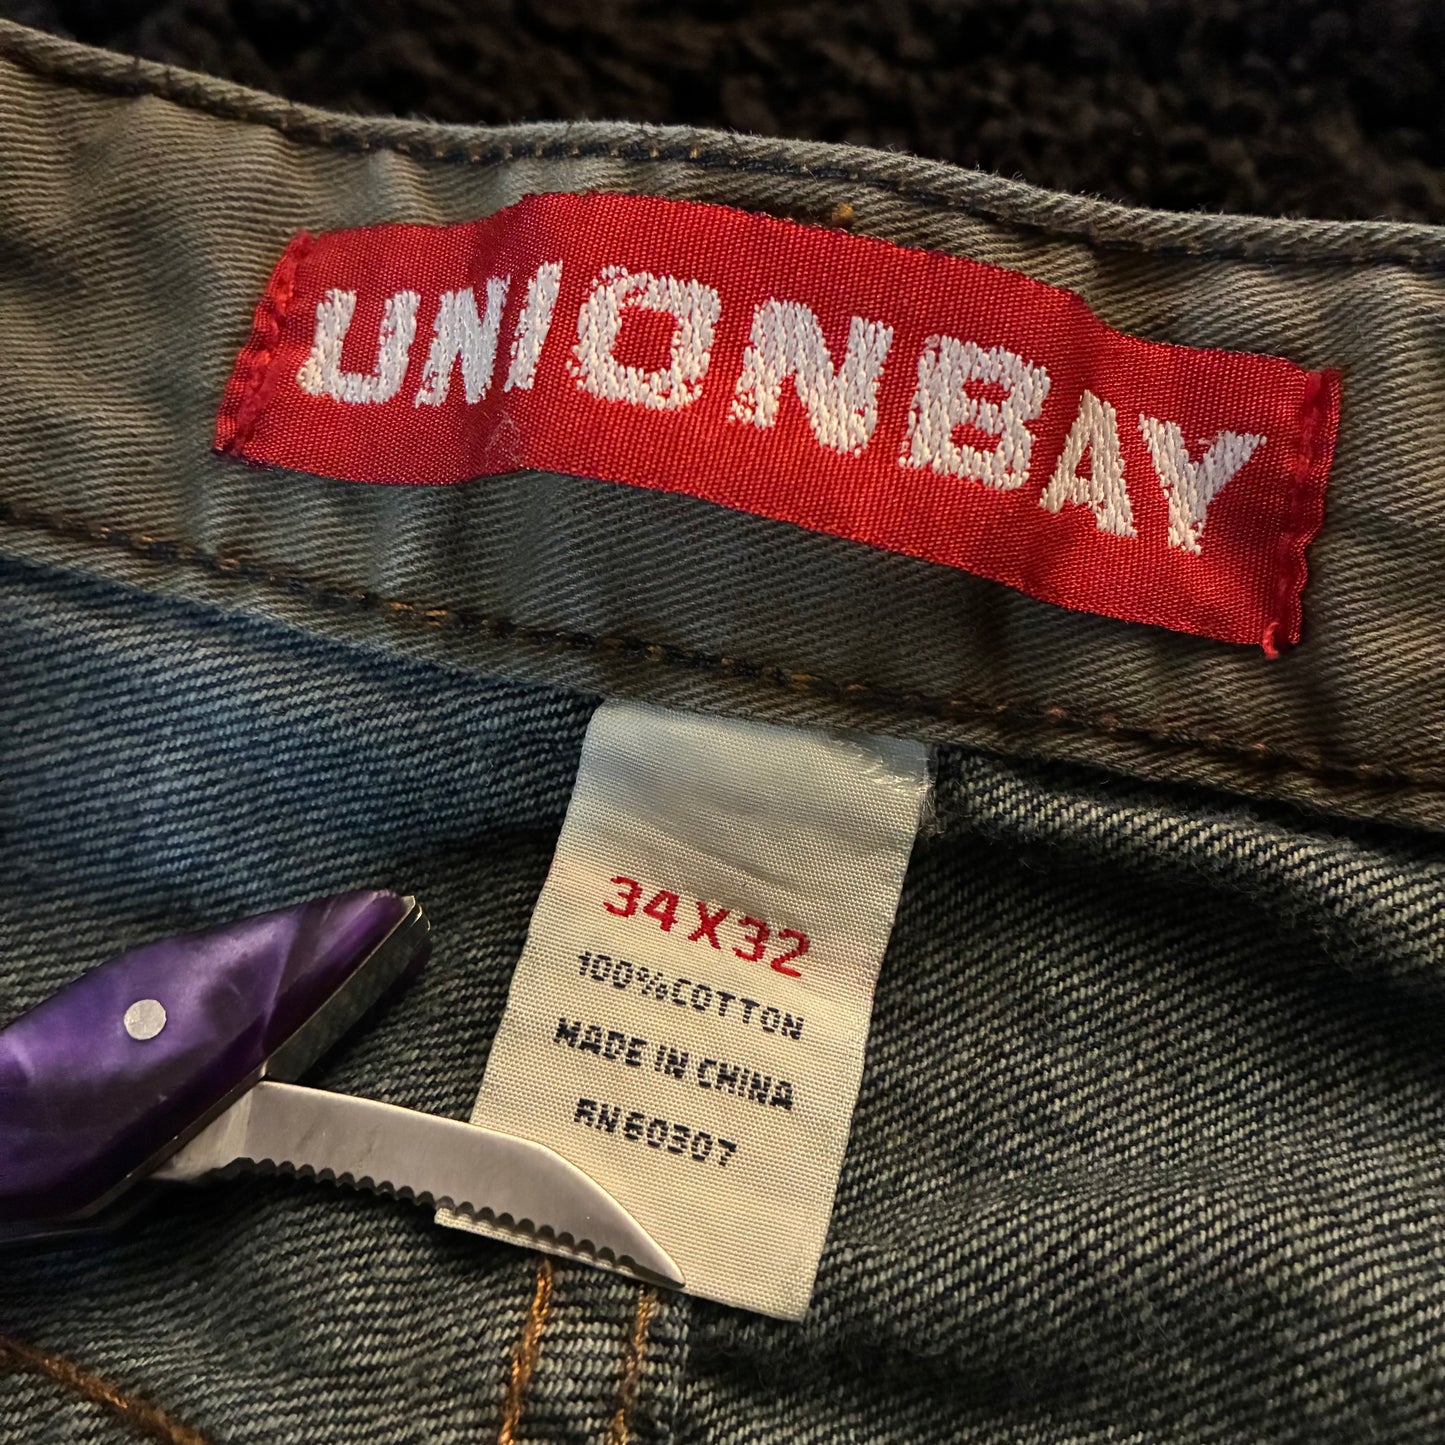 UNIONBAY
34X32
100%COTTON
MADE IN CHINA
RN60307